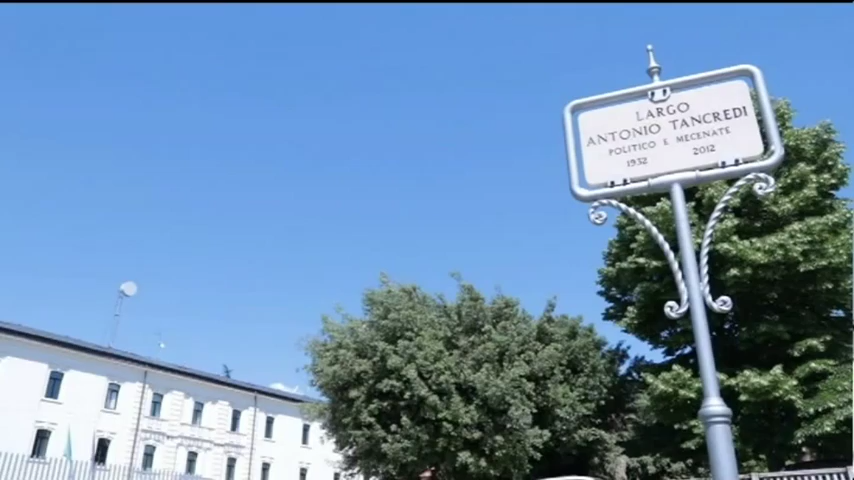 LARGO
ANTONIO TANCREDI
POLITICO E MECENATE
1932 2012